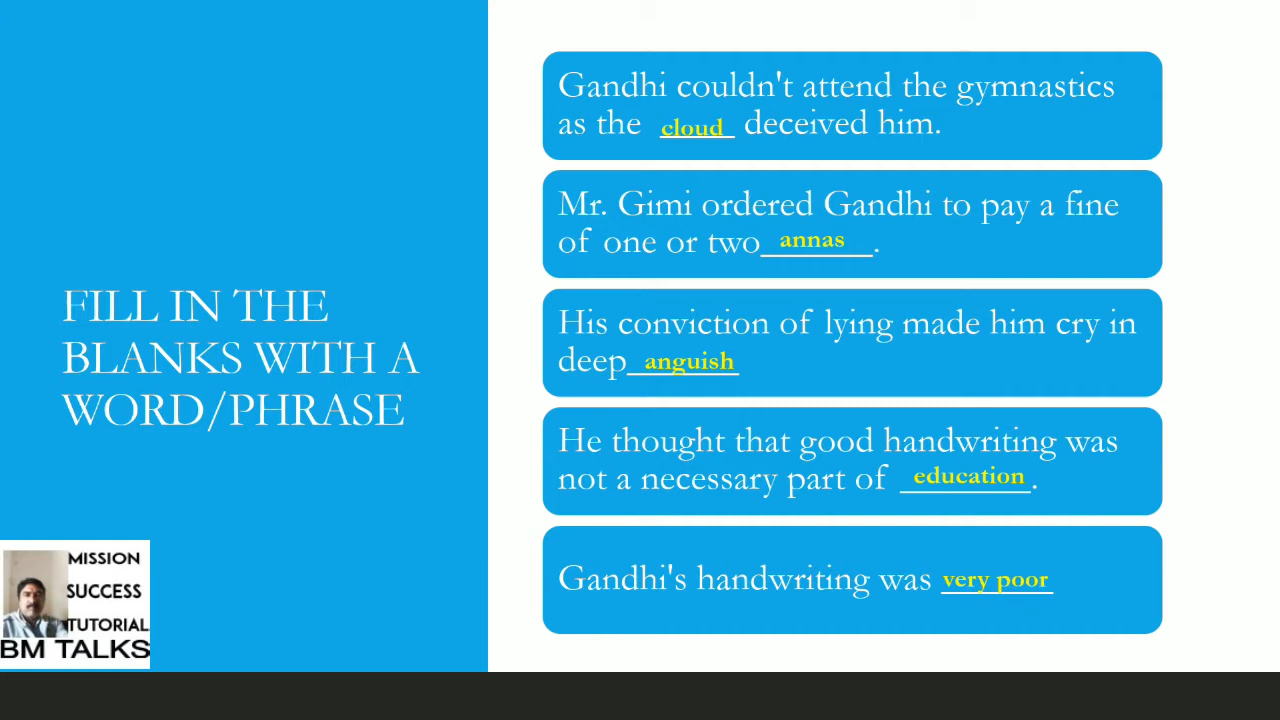 FILL IN THE
BLANKS WITH A
WORD/PHRASE
Gandhi couldn't attend the gymnastics
as the cloud deceived him.
Mr. Gimi ordered Gandhi to pay a fine
of one or two annas.
His conviction of lying made him cry in
deep anguish
He thought that good handwriting was
not a necessary part of education.
Gandhi's handwriting was very poor
MISSION
SUCCESS
TUTORIAL
BM TALKS